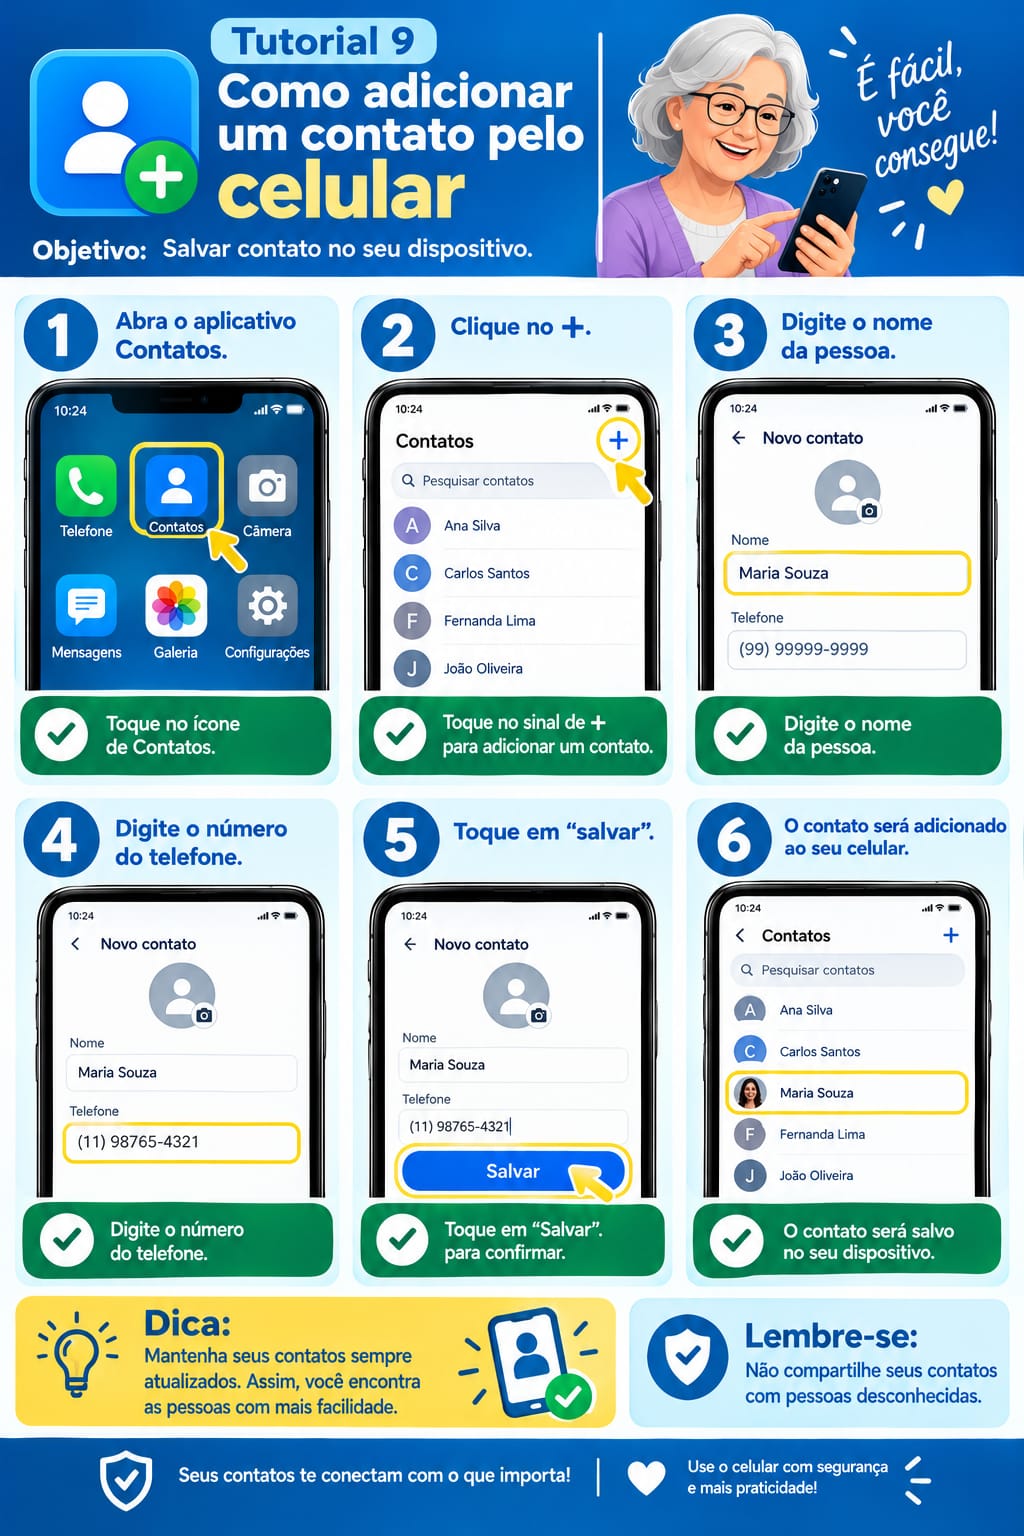 Tutorial 9
Como adicionar
um contato pelo
celular
Objetivo: Salvar contato no seu dispositivo.
É fácil,
você
consegue!
1
Abra o aplicativo
Contatos.
10:24
Telefone
Contatos
Câmera
Mensagens
Galeria
Configurações
Toque no ícone
de Contatos.
2
Clique no +.
10:24
Contatos
+
Pesquisar contatos
A
Ana Silva
C
Carlos Santos
F
Fernanda Lima
J
João Oliveira
Toque no sinal de +
para adicionar um contato.
3
Digite o nome
da pessoa.
10:24
Novo contato
Nome
Maria Souza
Telefone
(99) 99999-9999
Digite o nome
da pessoa.
4
Digite o número
do telefone.
10:24
Novo contato
Nome
Maria Souza
Telefone
(11) 98765-4321
Digite o número
do telefone.
5
Toque em “salvar”.
10:24
Novo contato
Nome
Maria Souza
Telefone
(11) 98765-4321
Salvar
Toque em “Salvar”.
para confirmar.
6
O contato será adicionado
ao seu celular.
10:24
Contatos
+
Pesquisar contatos
A
Ana Silva
C
Carlos Santos
Maria Souza
F
Fernanda Lima
J
João Oliveira
O contato será salvo
no seu dispositivo.
Dica:
Mantenha seus contatos sempre
atualizados. Assim, você encontra
as pessoas com mais facilidade.
Lembre-se:
Não compartilhe seus contatos
com pessoas desconhecidas.
Seus contatos te conectam com o que importa!
Use o celular com segurança
e mais praticidade!